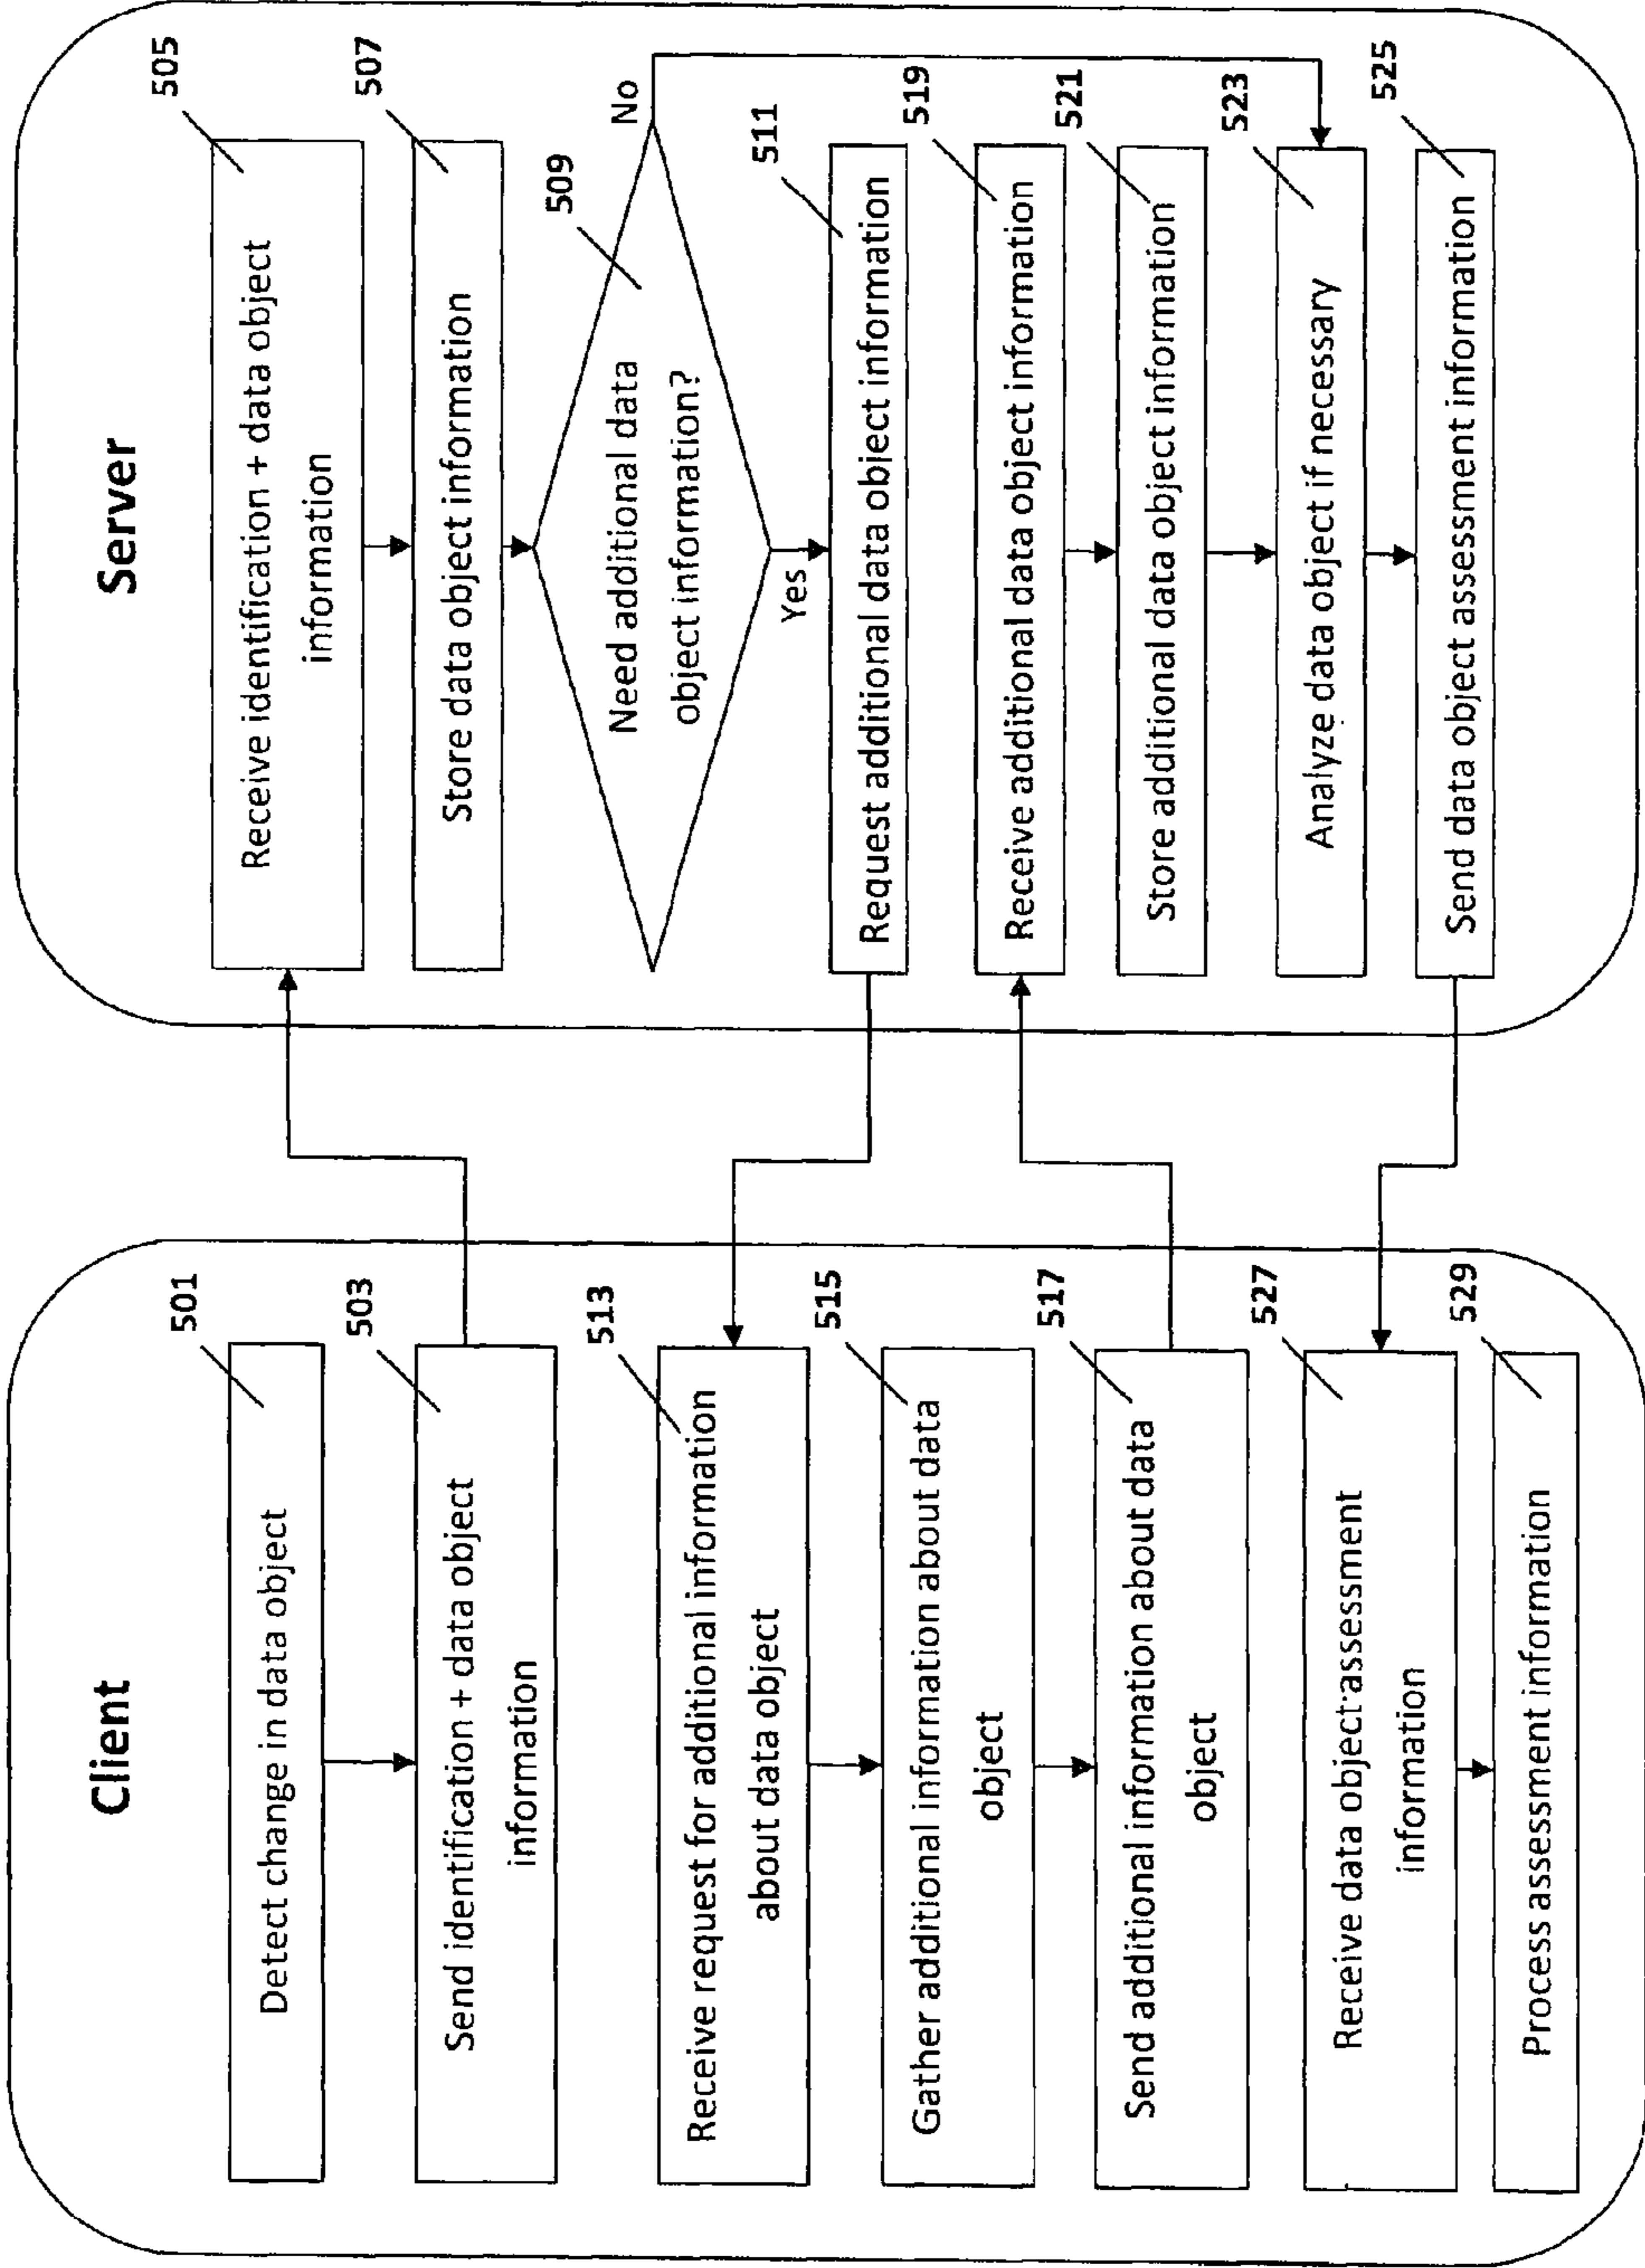 Client
501
Detect change in data object
503
Send identification + data object
information
513
Receive request for additional information
about data object
515
Gather additional information about data
object
517
Send additional information about data
object
527
Receive data object assessment
information
529
Process assessment information
Server
505
Receive identification + data object
information
507
Store data object information
509
Need additional data
object information?
No
Yes
511
Request additional data object information
519
Receive additional data object information
521
Store additional data object information
523
Analyze data object if necessary
525
Send data object assessment information